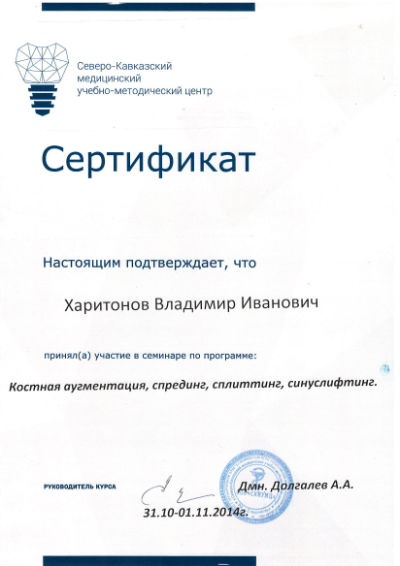 Северо-Кавказский
медицинский
учебно-методический центр
Сертификат
Настоящим подтверждает, что
Харитонов Владимир Иванович
принял(а) участие в семинаре по программе:
Костная аугментация, спрединг, сплиттинг, синуслифтинг.
РУКОВОДИТЕЛЬ КУРСА
Дмн. Долгалев А.А.
31.10-01.11.2014г.